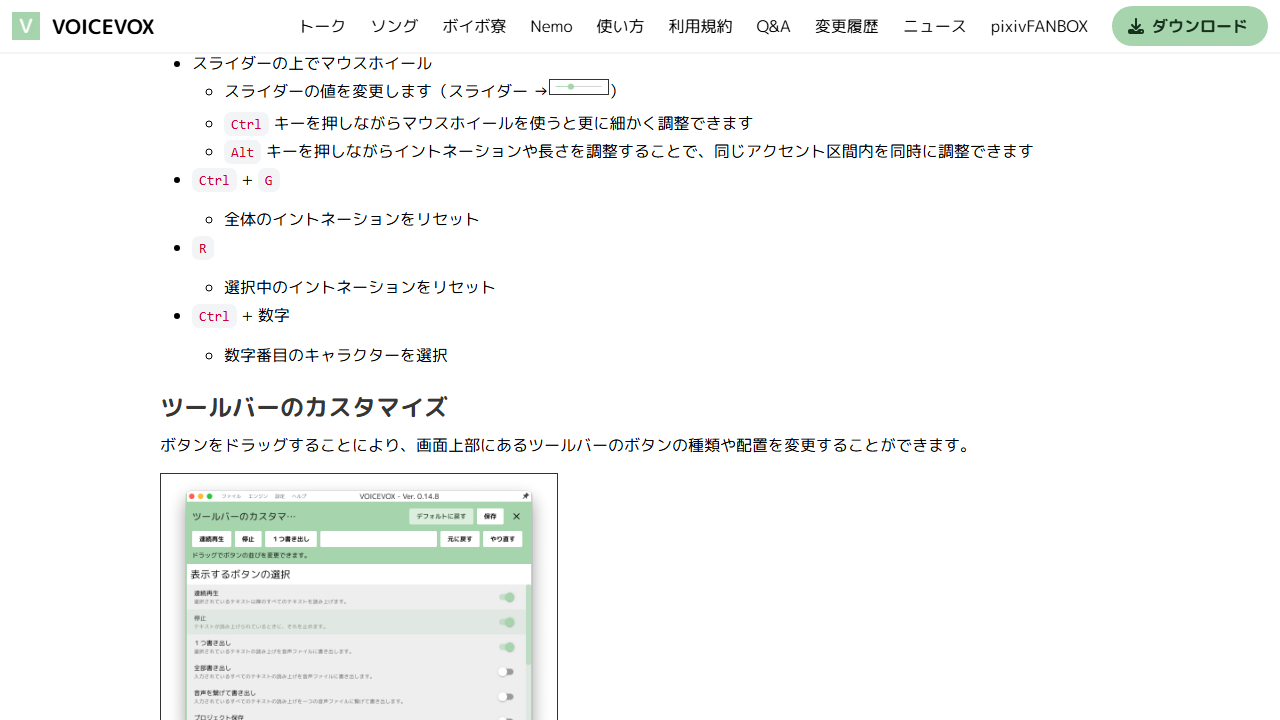 V VOICEVOX トーク ソング ボイボ寮 Nemo 使い方 利用規約 Q&A 変更履歴 ニュース pixivFANBOX ダウンロード
スライダーの上でマウスホイール
スライダーの値を変更します（スライダー →）
Ctrl キーを押しながらマウスホイールを使うと更に細かく調整できます
Alt キーを押しながらイントネーションや長さを調整することで、同じアクセント区間内を同時に調整できます
Ctrl + G
全体のイントネーションをリセット
R
選択中のイントネーションをリセット
Ctrl + 数字
数字番目のキャラクターを選択
ツールバーのカスタマイズ
ボタンをドラッグすることにより、画面上部にあるツールバーのボタンの種類や配置を変更することができます。
ファイル エンジン 設定 ヘルプ VOICEVOX - Ver. 0.14.8
ツールバーのカスタマ… デフォルトに戻す 保存
連続再生 停止 1つ書き出し 元に戻す やり直す
ドラッグでボタンの並びを変更できます。
表示するボタンの選択
連続再生
選択されているテキスト以降のすべてのテキストを読み上げます。
停止
テキストが読み上げられているときに、それを止めます。
1つ書き出し
選択されているテキストの読み上げを音声ファイルに書き出します。
全部書き出し
入力されているすべてのテキストの読み上げを音声ファイルに書き出します。
音声を繋げて書き出し
入力されているすべてのテキストの読み上げを一つの音声ファイルに繋げて書き出します。
プロジェクト保存